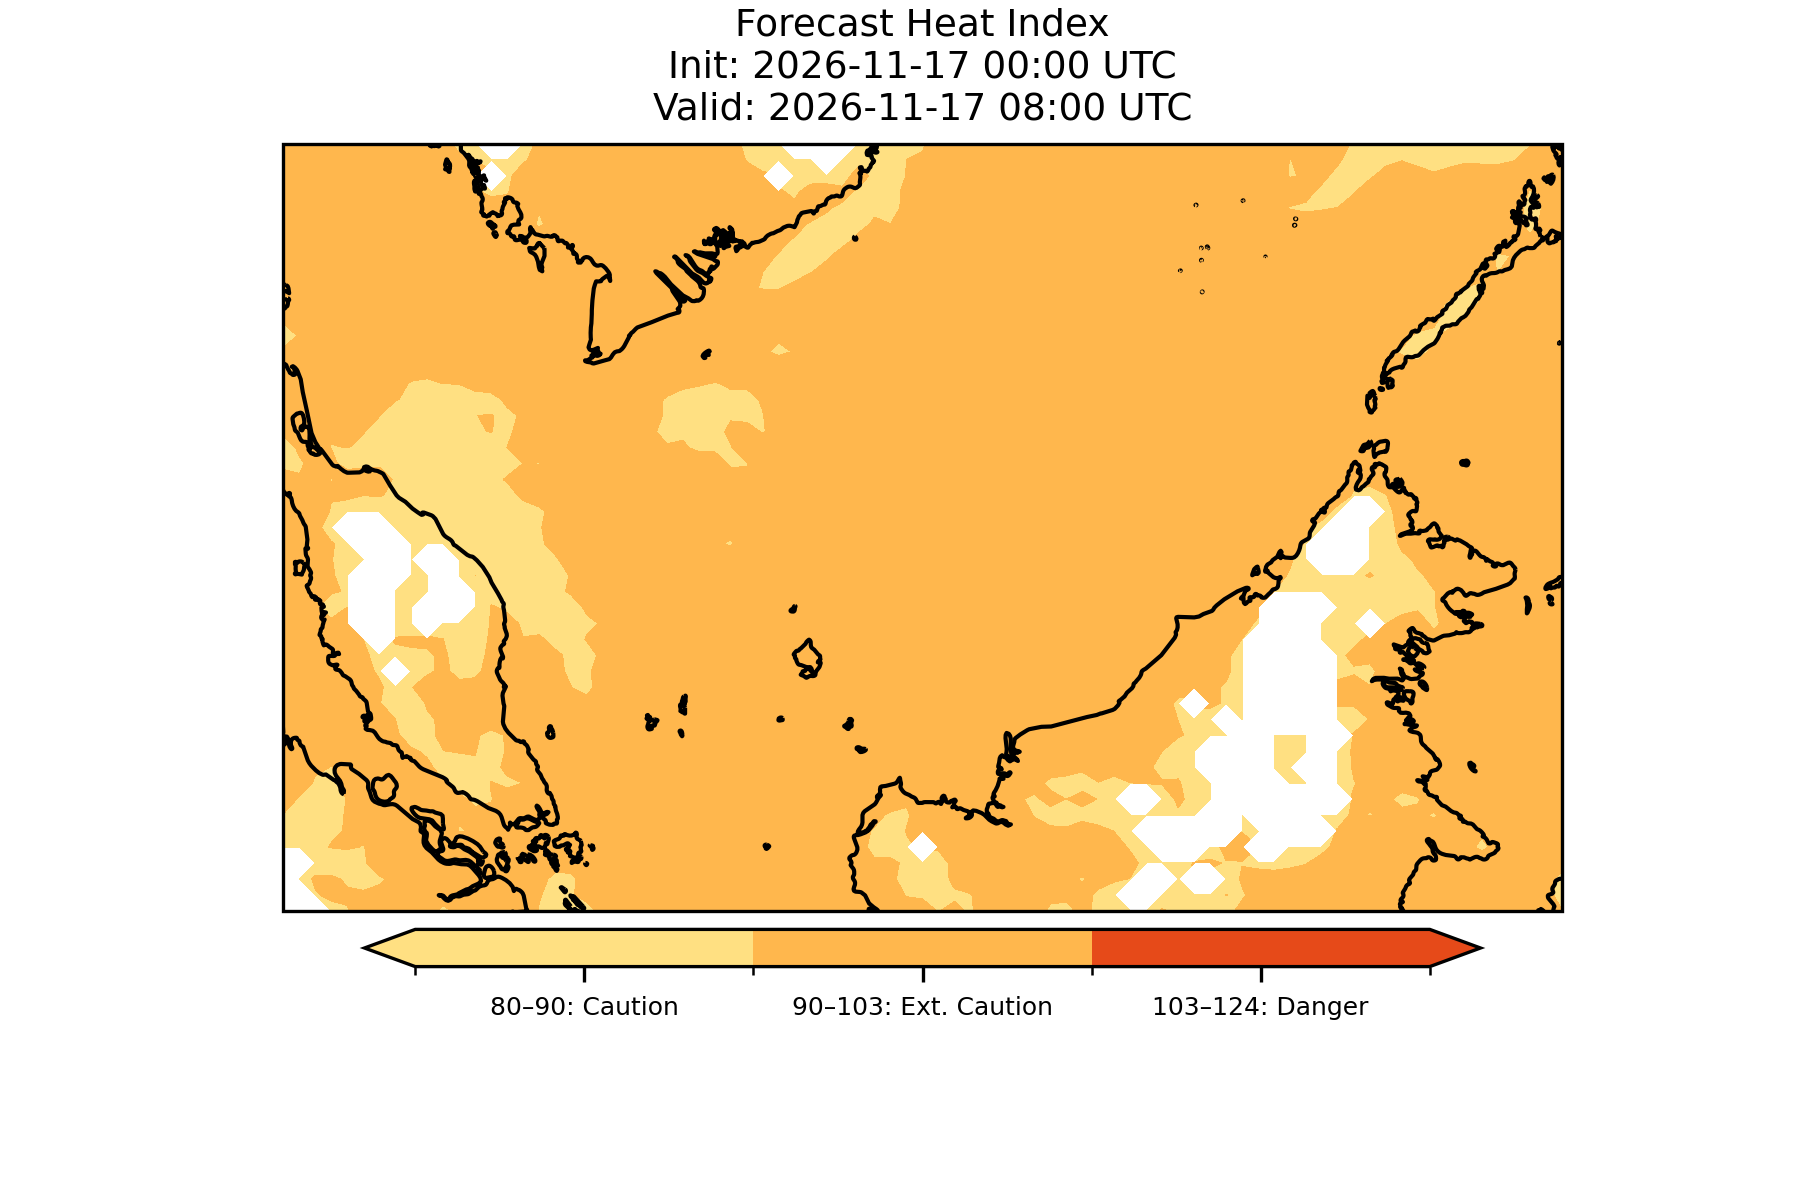 Forecast Heat Index
Init: 2026-11-17 00:00 UTC
Valid: 2026-11-17 08:00 UTC
80–90: Caution
90–103: Ext. Caution
103–124: Danger